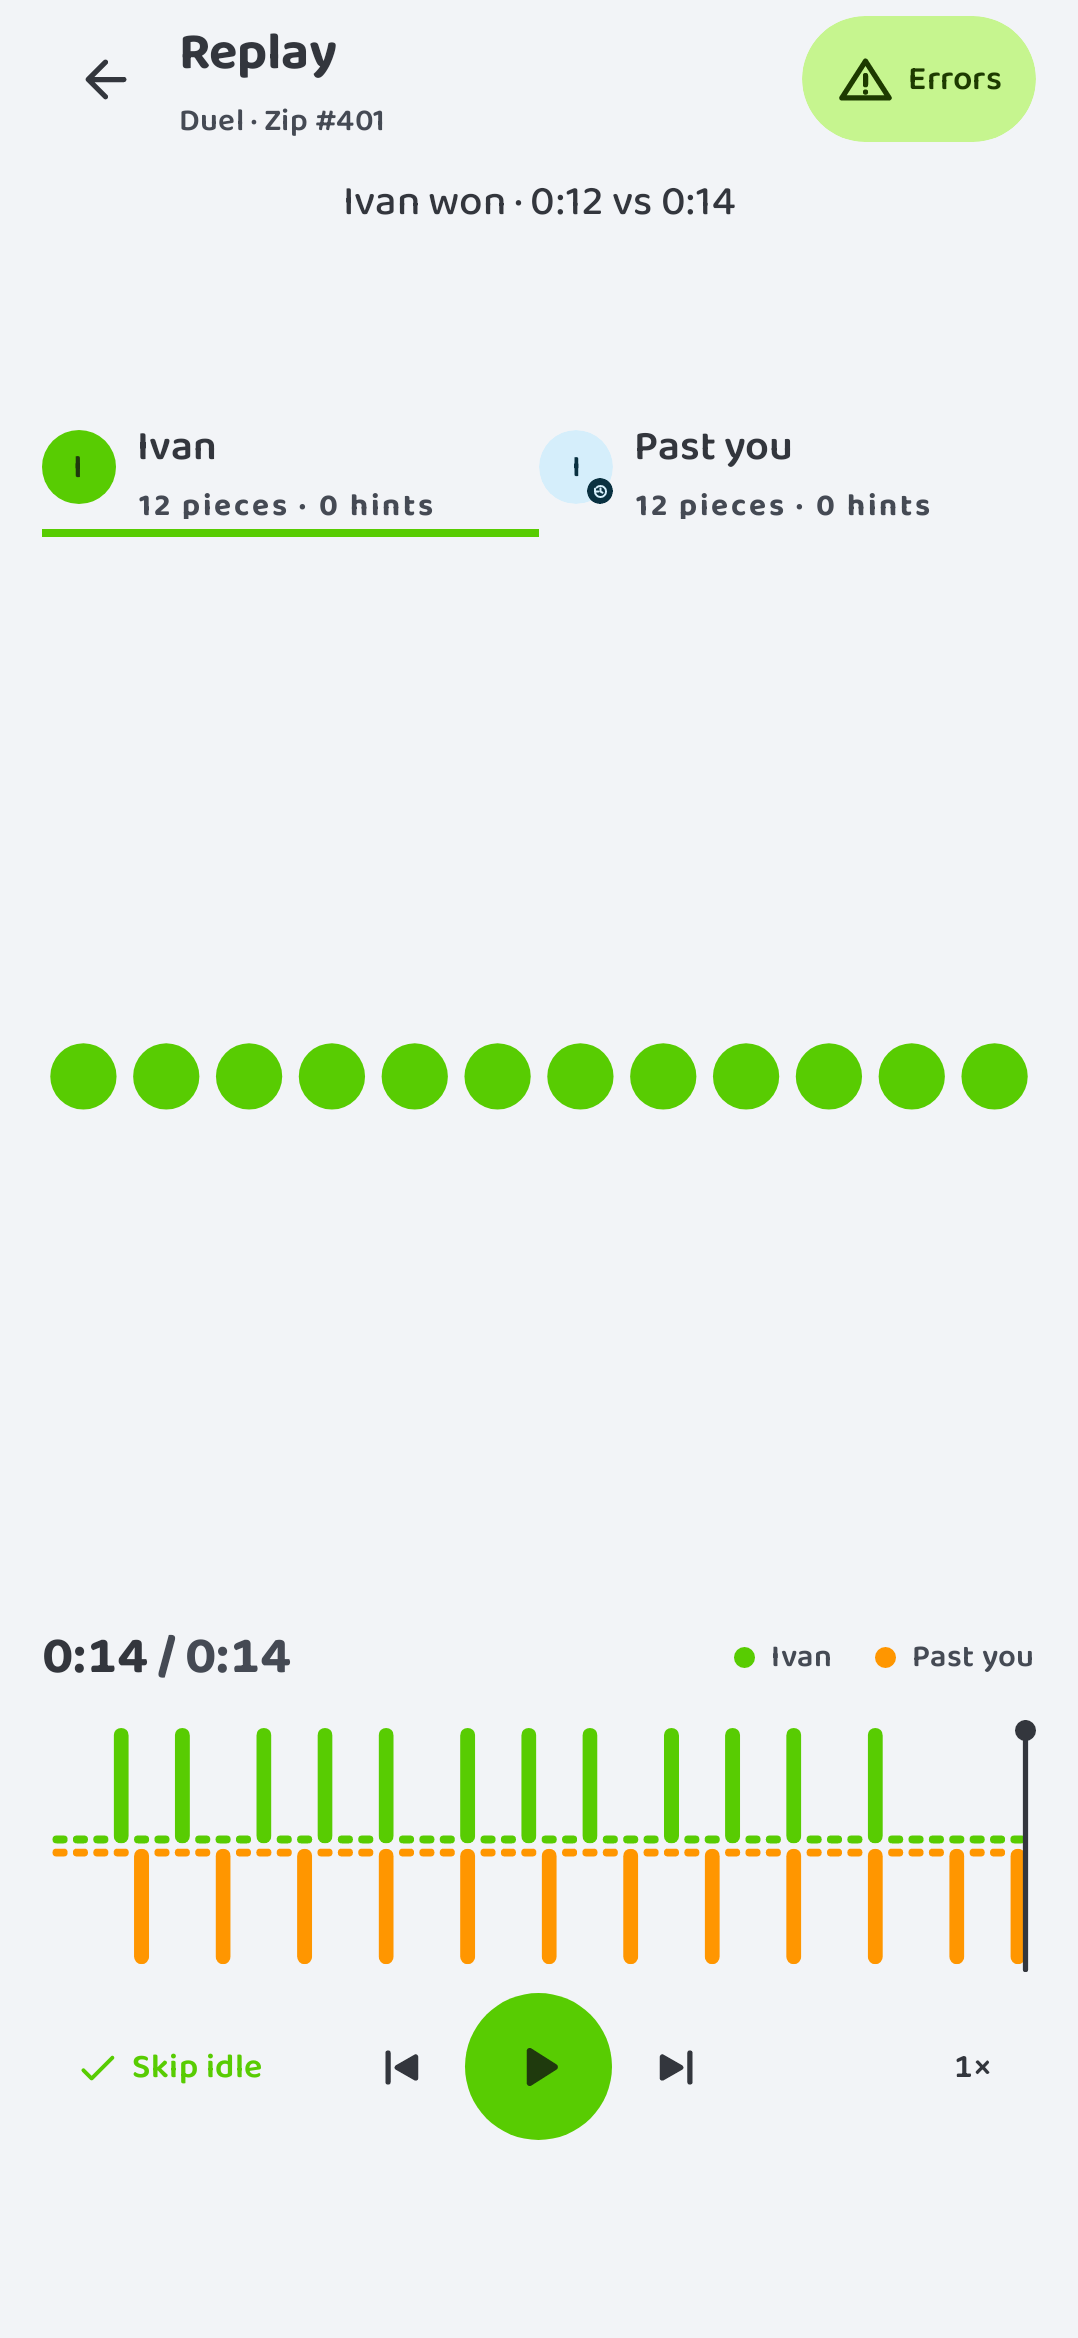 Replay
Errors
Duel · Zip #401
Ivan won · 0:12 vs 0:14
I
Ivan
12 pieces · 0 hints
I
Past you
12 pieces · 0 hints
0:14 / 0:14
Ivan
Past you
Skip idle
1×